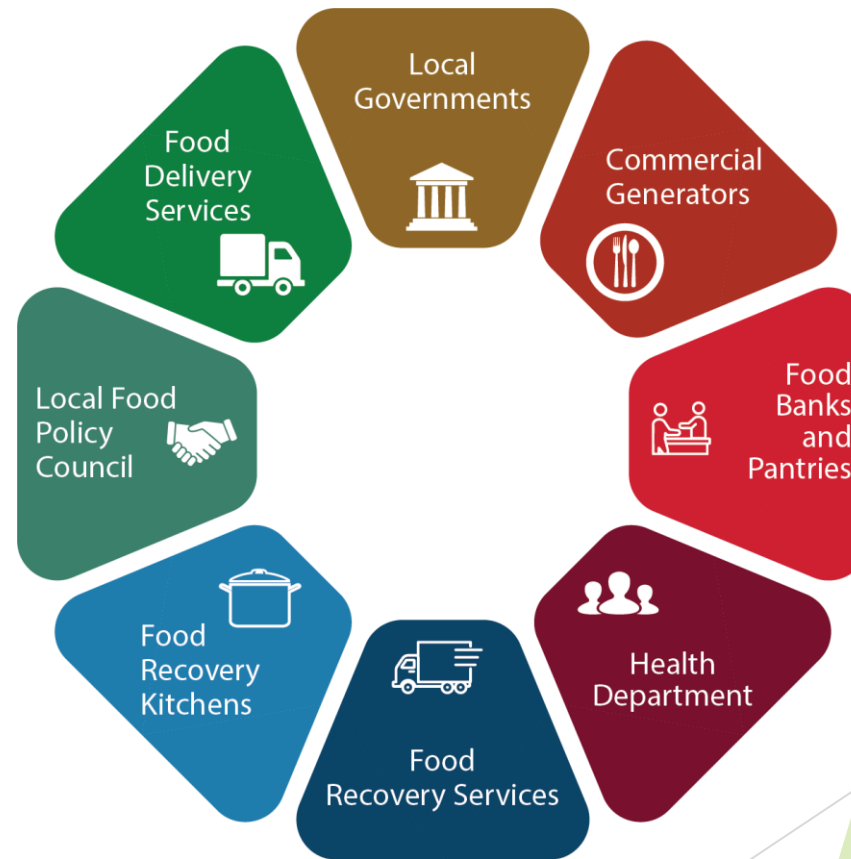 Local
Governments
Commercial
Generators
Food
Banks
and
Pantries
Health
Department
Food
Recovery Services
Food
Recovery
Kitchens
Local Food
Policy
Council
Food
Delivery
Services